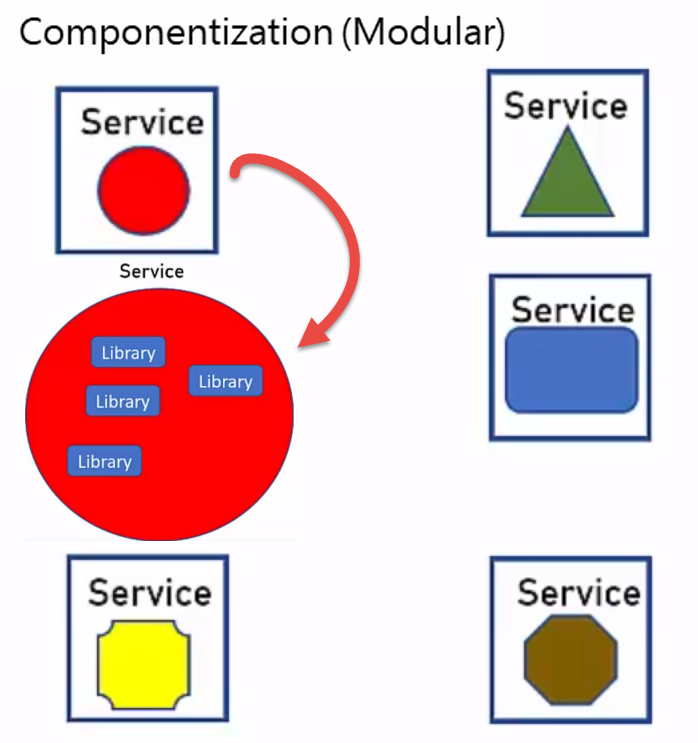 Componentization (Modular)
Service
Service
Service
Library
Library
Library
Library
Service
Service
Service